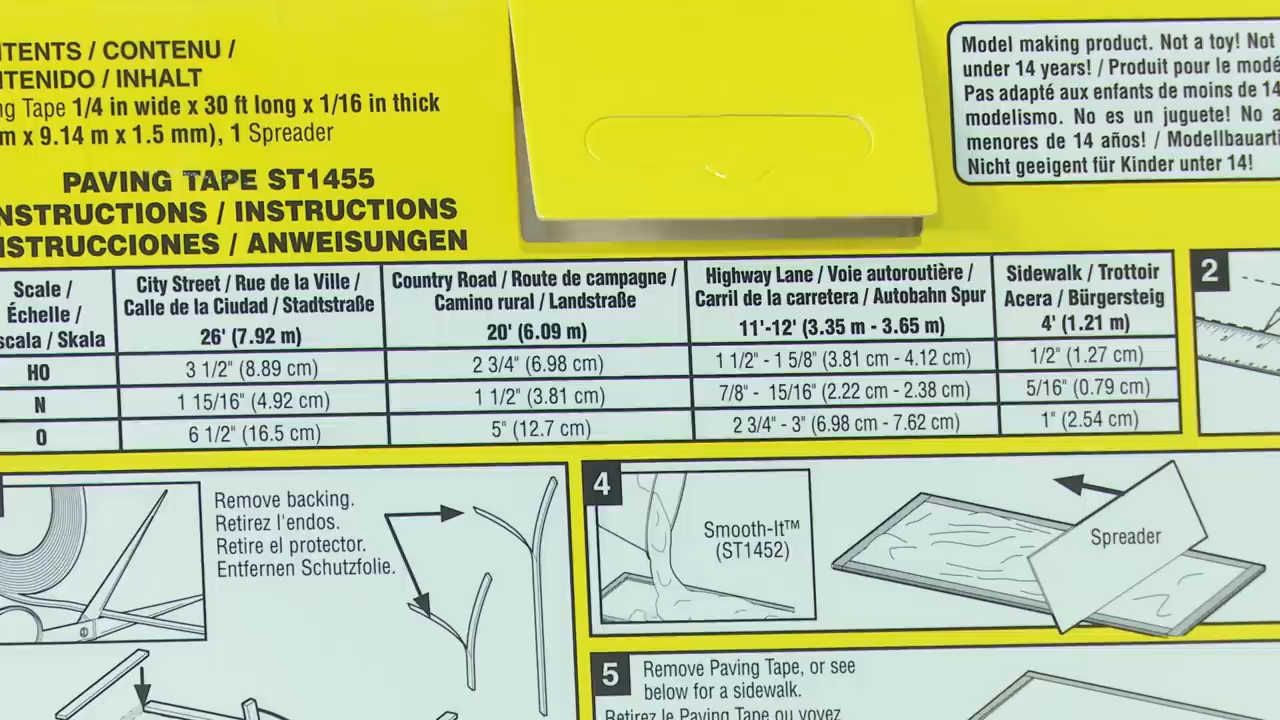 TENTS / CONTENU /
TENIDO / INHALT
Tape 1/4 in wide x 30 ft long x 1/16 in thick
m x 9.14 m x 1.5 mm), 1 Spreader
PAVING TAPE ST1455
NSTRUCTIONS / INSTRUCTIONS
STRUCCIONES / ANWEISUNGEN
Model making product. Not a toy! Not
under 14 years! / Produit pour le modé
Pas adapté aux enfants de moins de 14
modelismo. No es un juguete! No a
menores de 14 años! / Modellbauarti
Nicht geeigent für Kinder unter 14!
Scale /
Échelle /
scala / Skala
City Street / Rue de la Ville /
Calle de la Ciudad / Stadtstraße
26' (7.92 m)
Country Road / Route de campagne /
Camino rural / Landstraße
20' (6.09 m)
Highway Lane / Voie autoroutière /
Carril de la carretera / Autobahn Spur
11'-12' (3.35 m - 3.65 m)
Sidewalk / Trottoir
Acera / Bürgersteig
4' (1.21 m)
HO 3 1/2" (8.89 cm) 2 3/4" (6.98 cm) 1 1/2" - 1 5/8" (3.81 cm - 4.12 cm) 1/2" (1.27 cm)
N 1 15/16" (4.92 cm) 1 1/2" (3.81 cm) 7/8" - 15/16" (2.22 cm - 2.38 cm) 5/16" (0.79 cm)
O 6 1/2" (16.5 cm) 5" (12.7 cm) 2 3/4" - 3" (6.98 cm - 7.62 cm) 1" (2.54 cm)
2
Remove backing.
Retirez l'endos.
Retire el protector.
Entfernen Schutzfolie.
4
Smooth-It™
(ST1452)
Spreader
5
Remove Paving Tape, or see
below for a sidewalk.
Retirez le Paving Tape ou voyez